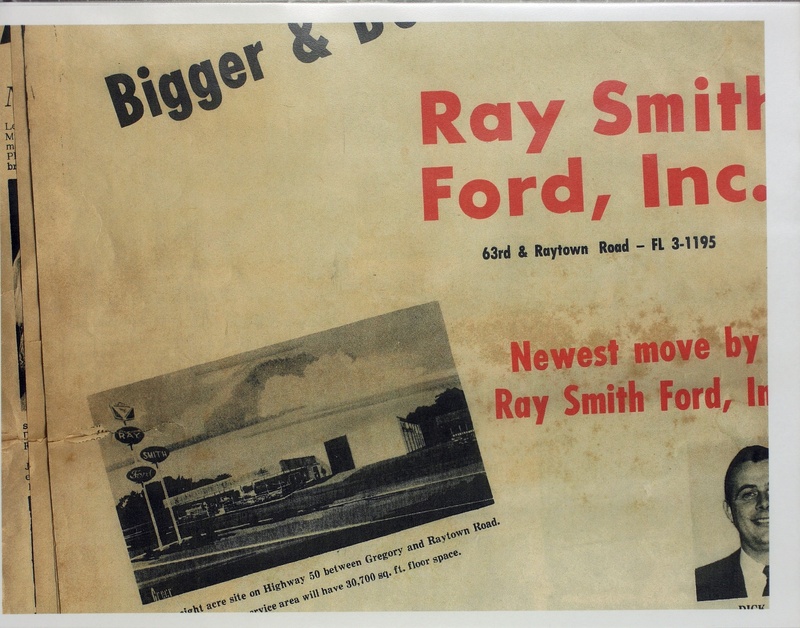 Bigger &
Ray Smith
Ford, Inc.
63rd & Raytown Road – FL 3-1195
Newest move by
Ray Smith Ford, In
RAY
SMITH
Ford
ight acre site on Highway 50 between Gregory and Raytown Road.
rvice area will have 30,700 sq. ft. floor space.
DICK